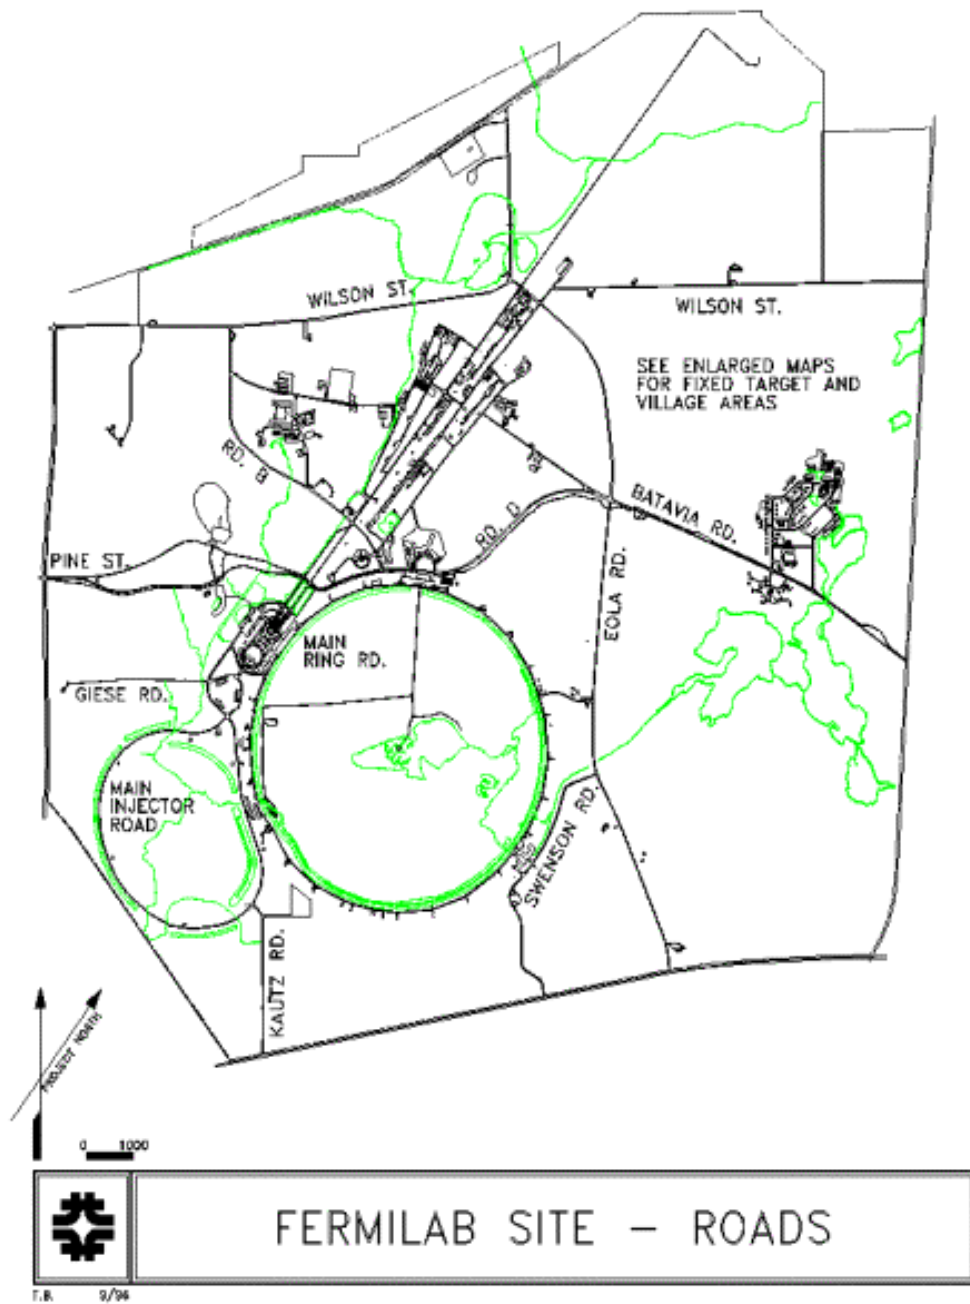 WILSON ST.
WILSON ST.
SEE ENLARGED MAPS
FOR FIXED TARGET AND
VILLAGE AREAS
RD. B
BATAVIA RD.
RD. D
PINE ST.
EOLA RD.
MAIN
RING RD.
GIESE RD.
MAIN
INJECTOR
ROAD
SWENSON RD.
KAUTZ RD.
PROJECT NORTH
0 1000
FERMILAB SITE - ROADS
T.B. 9/96